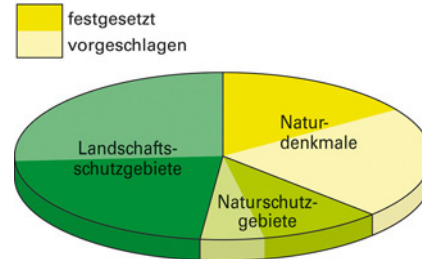 festgesetzt
vorgeschlagen
Natur-
denkmale
Landschafts-
schutzgebiete
Naturschutz-
gebiete